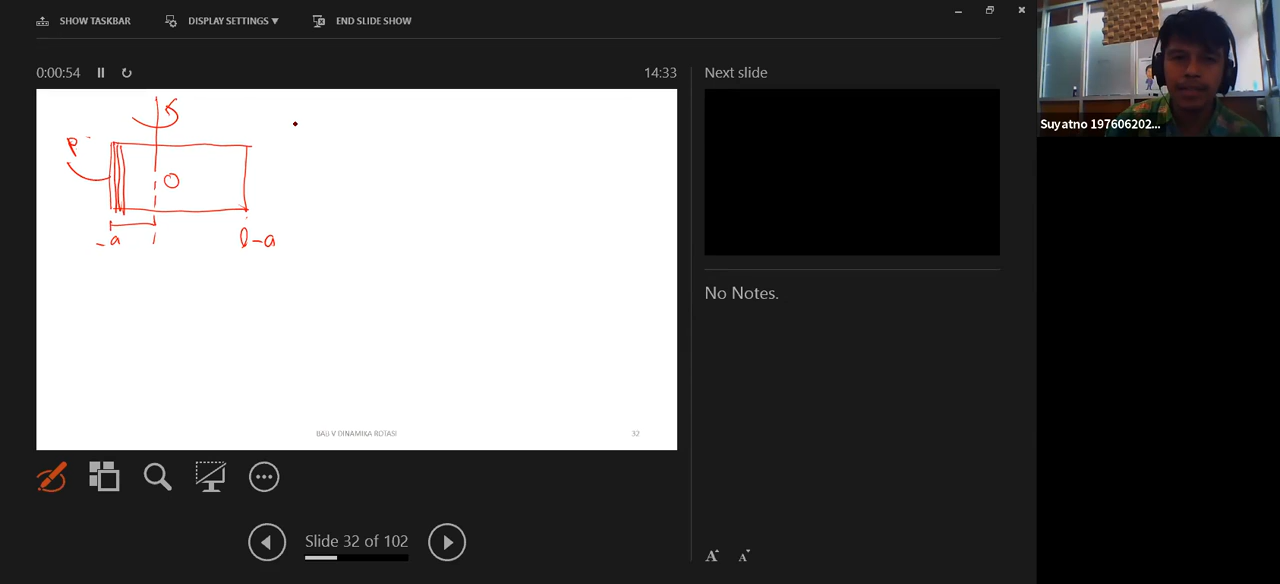 SHOW TASKBAR
DISPLAY SETTINGS ▼
END SLIDE SHOW
0:00:54
14:33
Next slide
P
O
-a
l-a
BAB V DINAMIKA ROTASI
32
Slide 32 of 102
No Notes.
A
A
Suyatno 197606202...